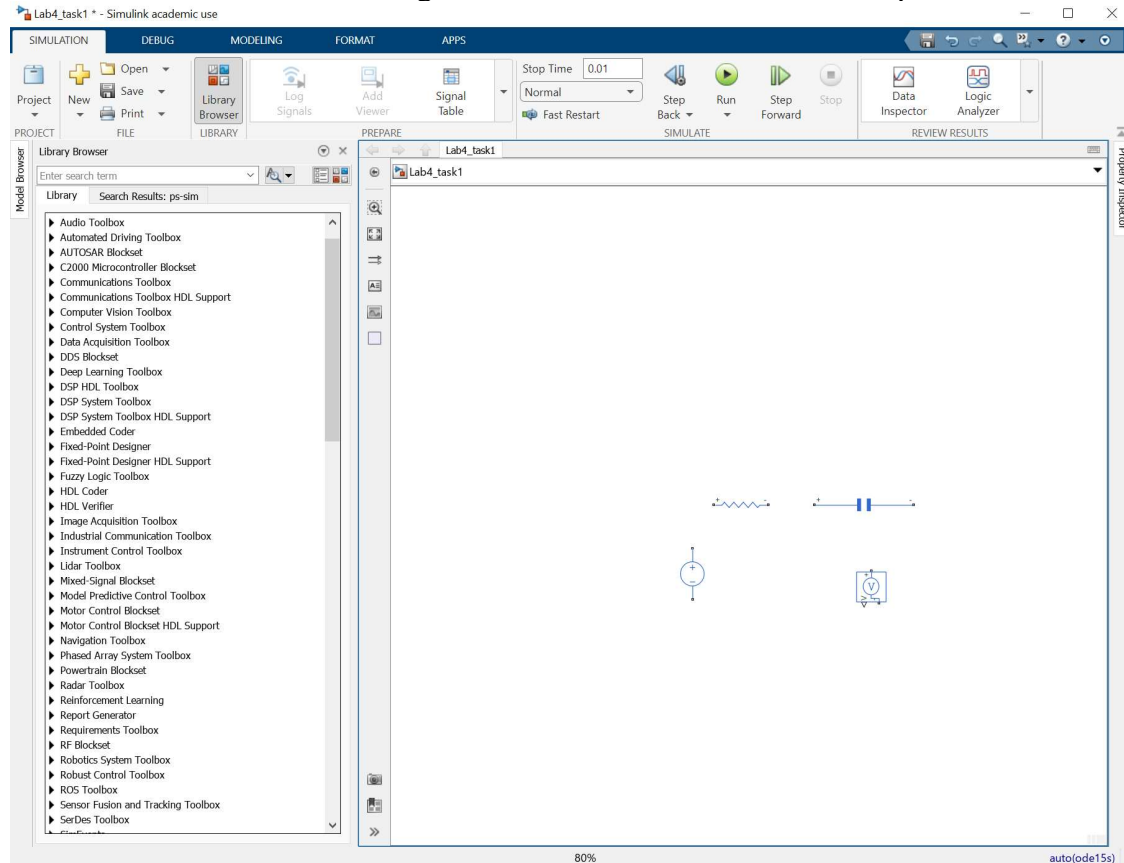 Lab4_task1 * - Simulink academic use
SIMULATION DEBUG MODELING FORMAT APPS
Project
New
Open
Save
Print
Library Browser
Log Signals
Add Viewer
Signal Table
Stop Time 0.01
Normal
Fast Restart
Step Back
Run
Step Forward
Stop
Data Inspector
Logic Analyzer
PROJECT FILE LIBRARY PREPARE SIMULATE REVIEW RESULTS
Model Browser
Library Browser
Enter search term
Library Search Results: ps-sim
Audio Toolbox
Automated Driving Toolbox
AUTOSAR Blockset
C2000 Microcontroller Blockset
Communications Toolbox
Communications Toolbox HDL Support
Computer Vision Toolbox
Control System Toolbox
Data Acquisition Toolbox
DDS Blockset
Deep Learning Toolbox
DSP HDL Toolbox
DSP System Toolbox
DSP System Toolbox HDL Support
Embedded Coder
Fixed-Point Designer
Fixed-Point Designer HDL Support
Fuzzy Logic Toolbox
HDL Coder
HDL Verifier
Image Acquisition Toolbox
Industrial Communication Toolbox
Instrument Control Toolbox
Lidar Toolbox
Mixed-Signal Blockset
Model Predictive Control Toolbox
Motor Control Blockset
Motor Control Blockset HDL Support
Navigation Toolbox
Phased Array System Toolbox
Powertrain Blockset
Radar Toolbox
Reinforcement Learning
Report Generator
Requirements Toolbox
RF Blockset
Robotics System Toolbox
Robust Control Toolbox
ROS Toolbox
Sensor Fusion and Tracking Toolbox
SerDes Toolbox
Lab4_task1
Lab4_task1
+ -
+ -
+
−
+
V
V
-
Property Inspector
80%
auto(ode15s)